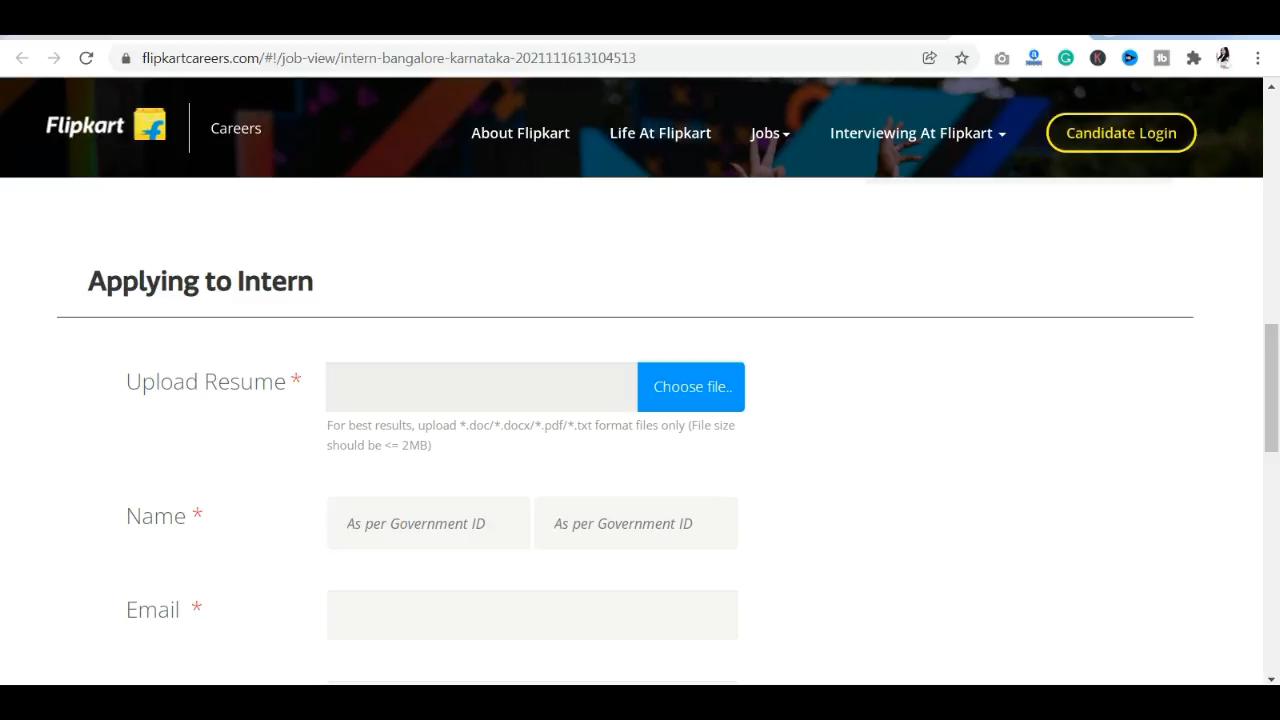 flipkartcareers.com/#!/job-view/intern-bangalore-karnataka-2021111613104513
Flipkart
Careers
About Flipkart
Life At Flipkart
Jobs
Interviewing At Flipkart
Candidate Login
Applying to Intern
Upload Resume *
Choose file..
For best results, upload *.doc/*.docx/*.pdf/*.txt format files only (File size
should be <= 2MB)
Name *
As per Government ID
As per Government ID
Email *